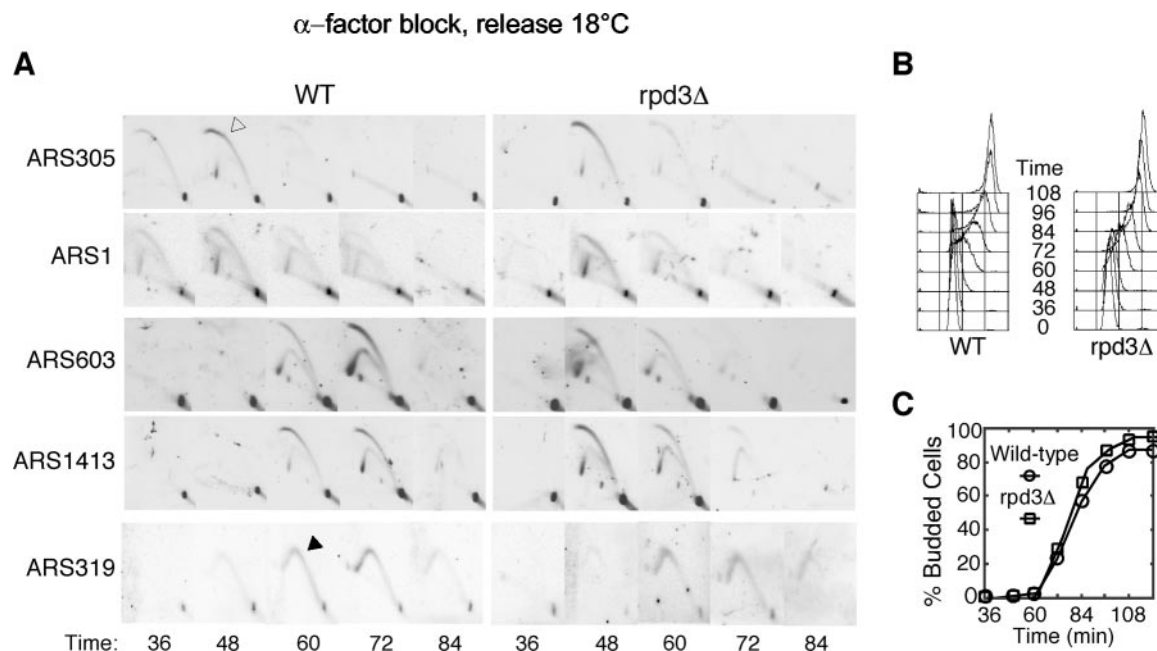 α–factor block, release 18°C
A
WT
rpd3Δ
ARS305
ARS1
ARS603
ARS1413
ARS319
Time: 36 48 60 72 84 36 48 60 72 84
B
Time
108
96
84
72
60
48
36
0
WT
rpd3Δ
C
% Budded Cells
100
80
60
40
20
0
Wild-type
rpd3Δ
36 60 84 108
Time (min)